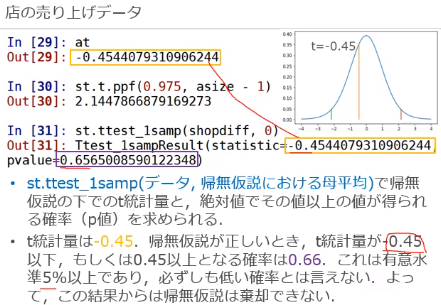 店の売り上げデータ
In [29]: at
Out[29]: -0.4544079310906244
In [30]: st.t.ppf(0.975, asize - 1)
Out[30]: 2.1447866879169273
In [31]: st.ttest_1samp(shopdiff, 0)
Out[31]: Ttest_1sampResult(statistic=-0.4544079310906244,
pvalue=0.6565008590122348)
t=-0.45
0.40
0.35
0.30
0.25
0.20
0.15
0.10
0.05
0.00
-4 -3 -2 -1 0 1 2 3 4
• st.ttest_1samp(データ, 帰無仮説における母平均)で帰無
仮説の下でのt統計量と，絶対値でその値以上の値が得られ
る確率（p値）を求められる．
• t統計量は-0.45．帰無仮説が正しいとき，t統計量が-0.45
以下，もしくは0.45以上となる確率は0.66．これは有意水
準5%以上であり，必ずしも低い確率とは言えない．よっ
て，この結果からは帰無仮説は棄却できない．